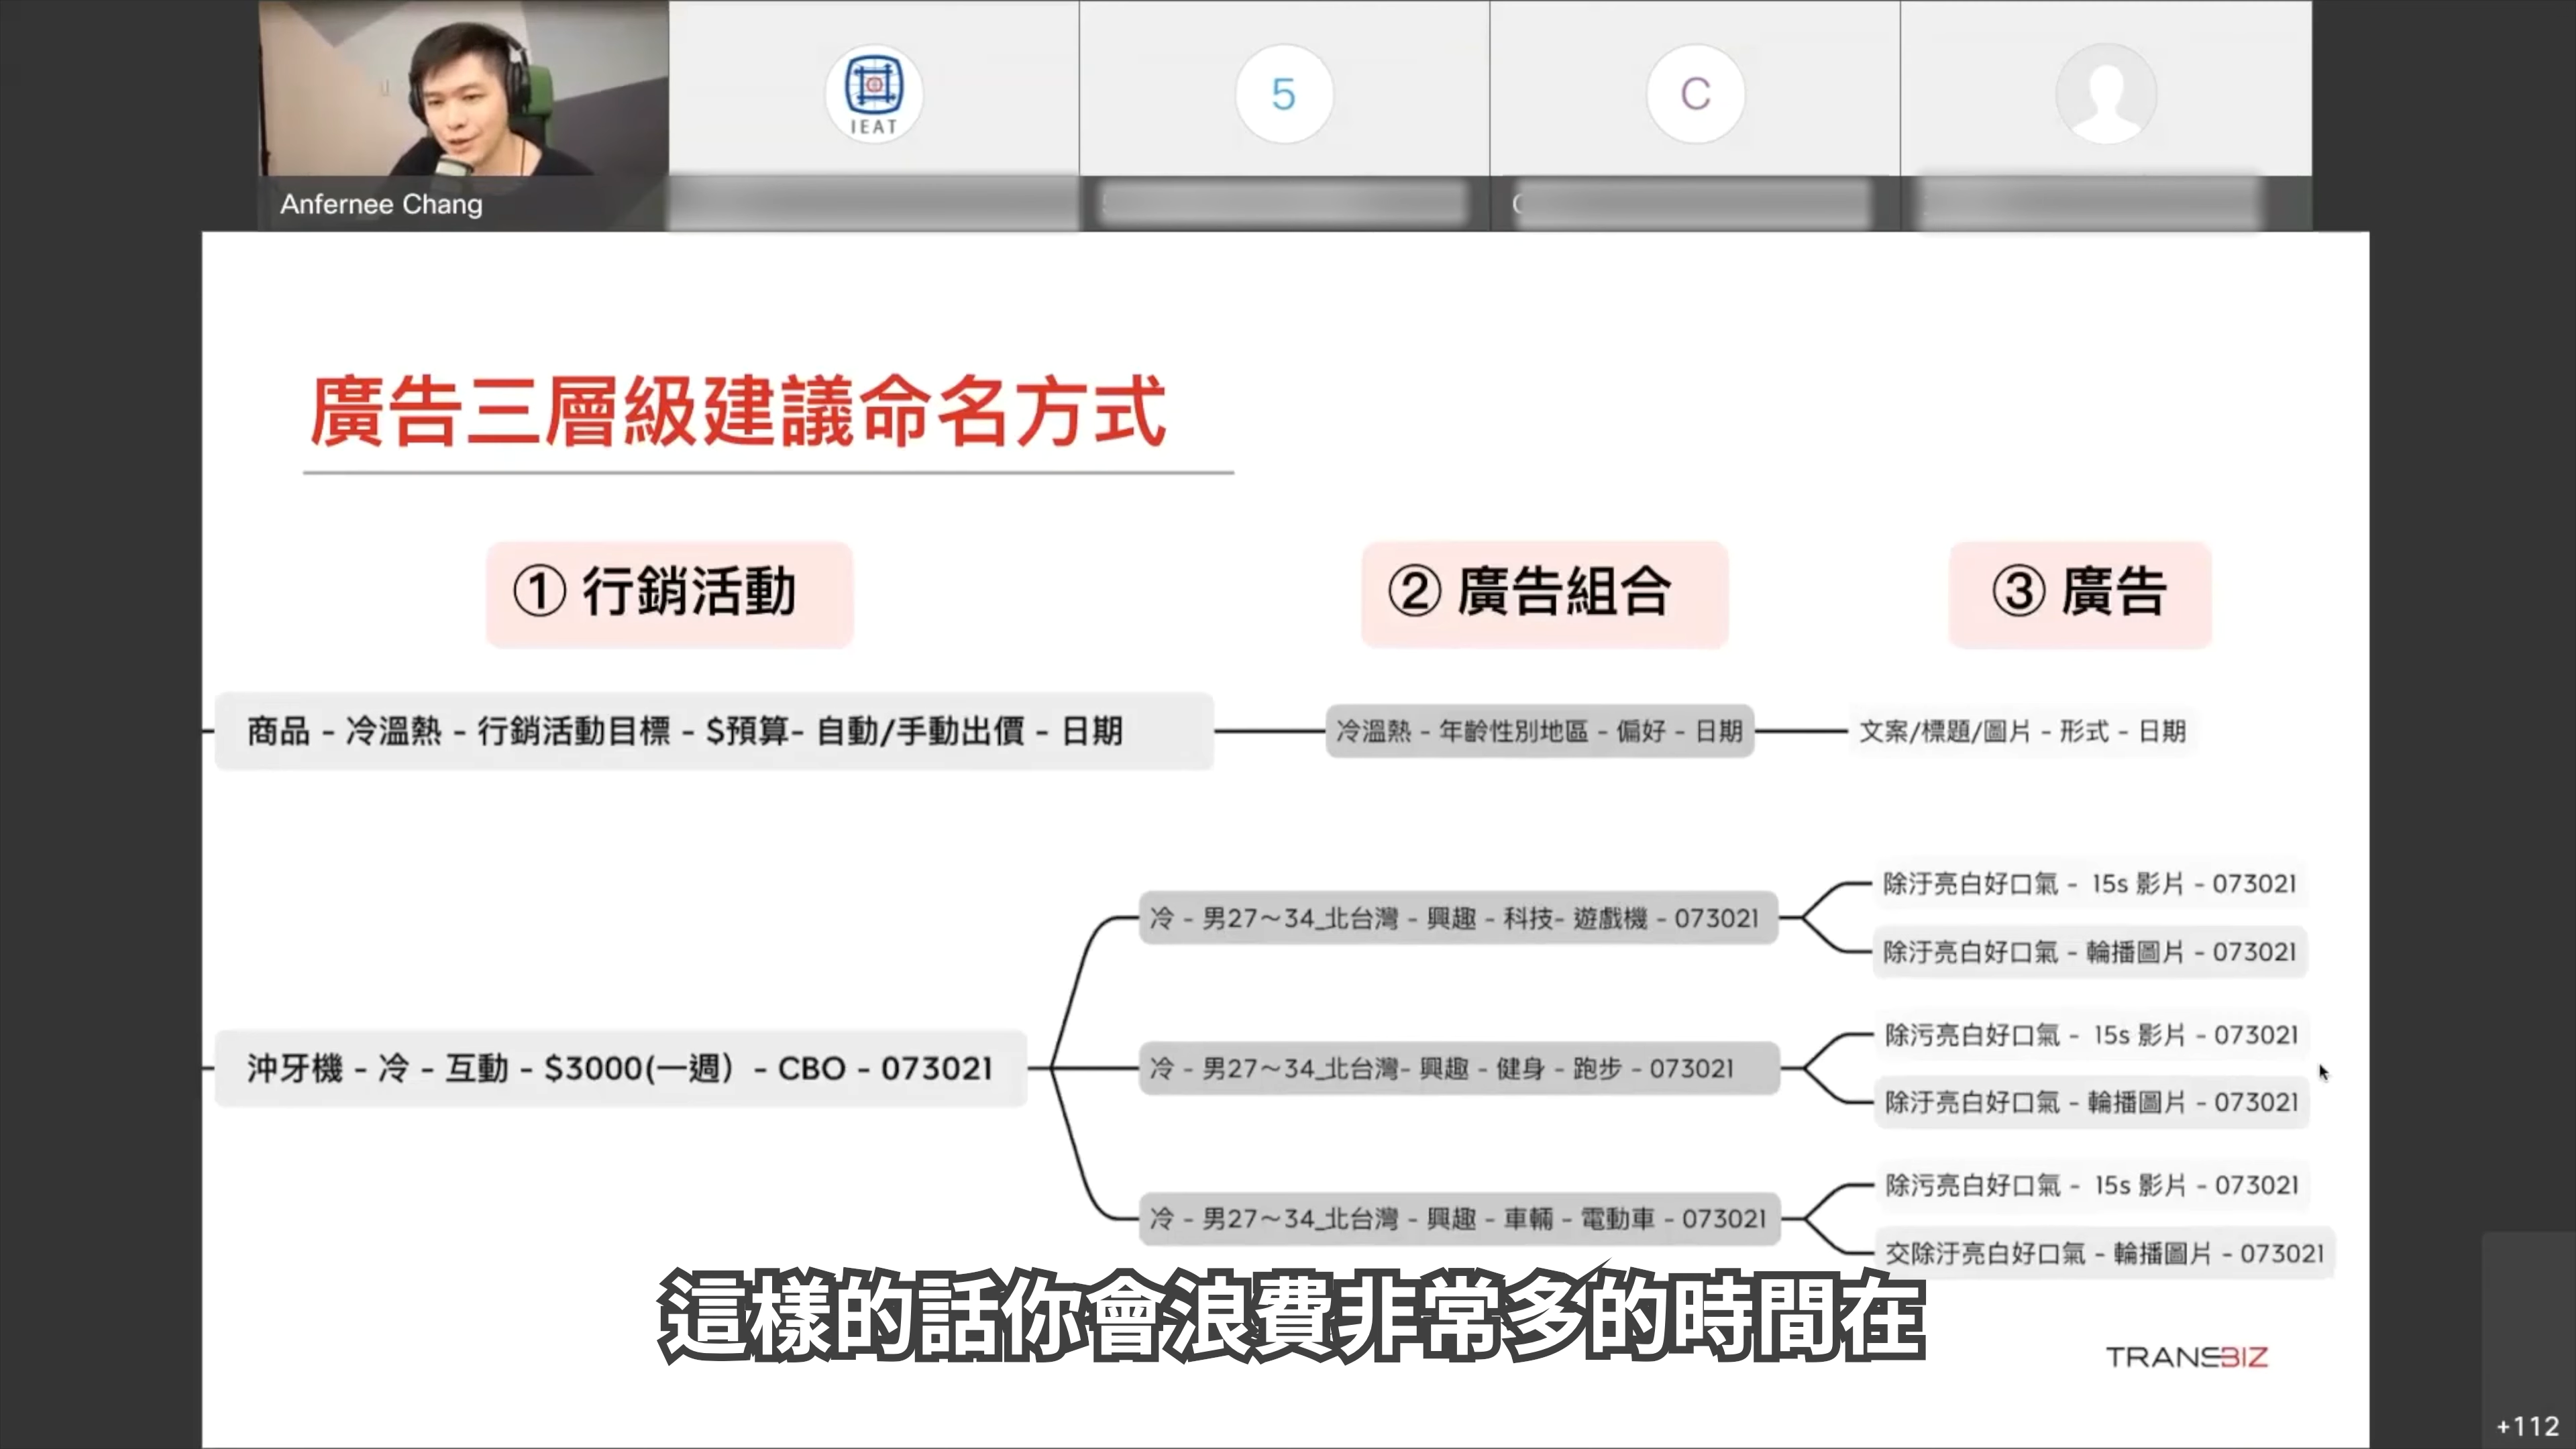 IEAT
5
C
Anfernee Chang
廣告三層級建議命名方式
① 行銷活動
② 廣告組合
③ 廣告
商品 - 冷溫熱 - 行銷活動目標 - $預算- 自動/手動出價 - 日期
冷溫熱 - 年齡性別地區 - 偏好 - 日期
文案/標題/圖片 - 形式 - 日期
沖牙機 - 冷 - 互動 - $3000(一週） - CBO - 073021
冷 - 男27～34_北台灣 - 興趣 - 科技- 遊戲機 - 073021
除汙亮白好口氣 - 15s 影片 - 073021
除汙亮白好口氣 - 輪播圖片 - 073021
冷 - 男27～34_北台灣- 興趣 - 健身 - 跑步 - 073021
除污亮白好口氣 - 15s 影片 - 073021
除汙亮白好口氣 - 輪播圖片 - 073021
冷 - 男27～34_北台灣 - 興趣 - 車輛 - 電動車 - 073021
除污亮白好口氣 - 15s 影片 - 073021
交除汙亮白好口氣 - 輪播圖片 - 073021
這樣的話你會浪費非常多的時間在
TRANSBIZ
+112